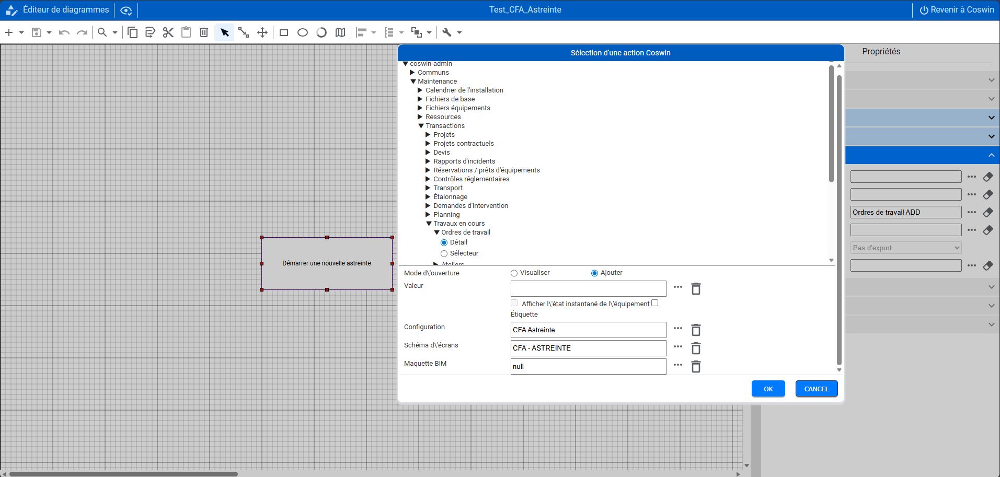 Éditeur de diagrammes
Test_CFA_Astreinte
Revenir à Coswin
Sélection d'une action Coswin
Propriétés
coswin-admin
Communs
Maintenance
Calendrier de l'installation
Fichiers de base
Fichiers équipements
Ressources
Transactions
Projets
Projets contractuels
Devis
Rapports d'incidents
Réservations / prêts d'équipements
Contrôles réglementaires
Transport
Étalonnage
Demandes d'intervention
Planning
Travaux en cours
Ordres de travail
Détail
Sélecteur
Ateliers
Ordres de travail ADD
Pas d'export
Démarrer une nouvelle astreinte
Mode d\'ouverture
Visualiser
Ajouter
Valeur
Afficher l\'état instantané de l\'équipement
Étiquette
Configuration
CFA Astreinte
Schéma d\'écrans
CFA - ASTREINTE
Maquette BIM
null
OK
CANCEL